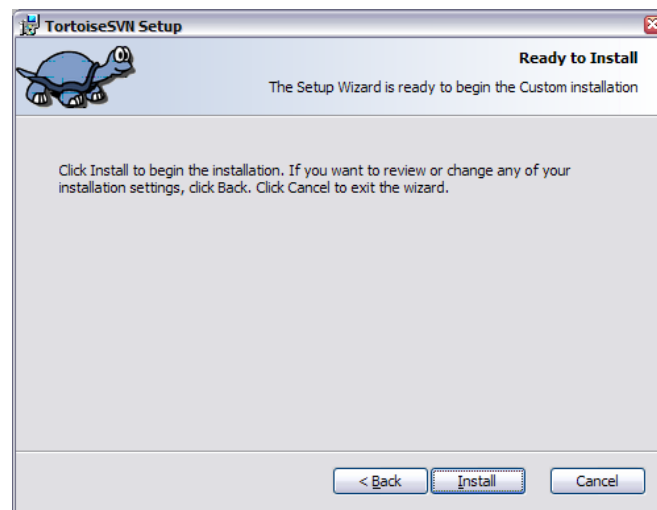 TortoiseSVN Setup
Ready to Install
The Setup Wizard is ready to begin the Custom installation
Click Install to begin the installation. If you want to review or change any of your
installation settings, click Back. Click Cancel to exit the wizard.
< Back Install Cancel